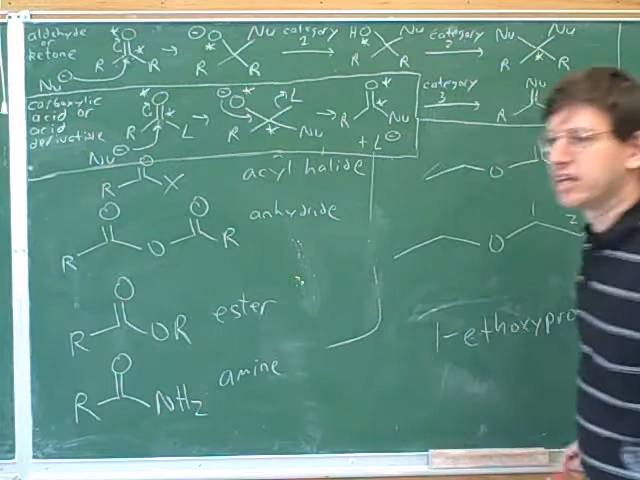 aldehyde
or
ketone
Nu⊖
R
O
R
⊖O
Nu
R
R
category
1
HO
Nu
R
R
category
2
Nu
Nu
R
R
carboxylic
acid or
acid
derivative
Nu⊖
R
O
L
⊖O
L
R
Nu
O
R
Nu
+ L⊖
category
3
Nu
R
R
O
X
acyl halide
R
O
O
O
R
anhydride
R
O
OR
ester
R
O
NH2
amine
O
O
1
2
1-ethoxypro